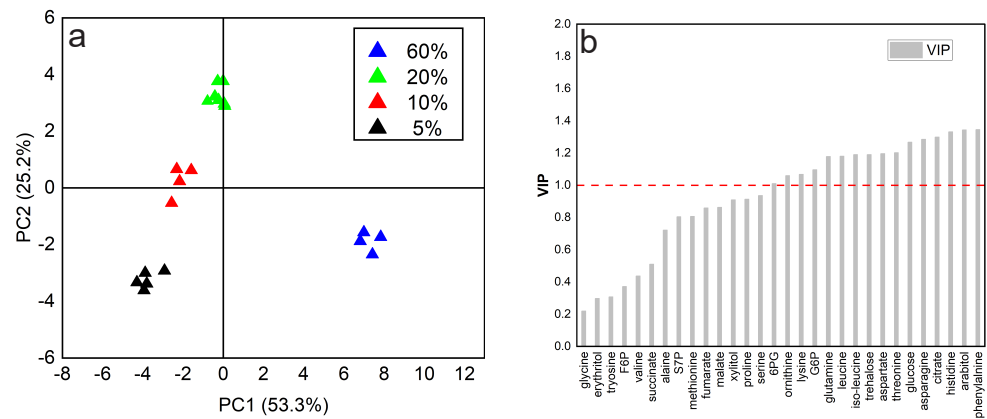 a
6
4
2
0
-2
-4
-6
PC2 (25.2%)
60%
20%
10%
5%
-8 -6 -4 -2 0 2 4 6 8 10 12
PC1 (53.3%)
b
2.0
1.8
1.6
1.4
1.2
1.0
0.8
0.6
0.4
0.2
0.0
VIP
VIP
glycine
erythritol
tryosine
F6P
valine
succinate
alaine
S7P
methionine
fumarate
malate
xylitol
proline
serine
6PG
ornithine
lysine
G6P
glutamine
leucine
iso-leucine
trehalose
aspartate
threonine
glucose
asparagine
citrate
histidine
arabitol
phenylalnine